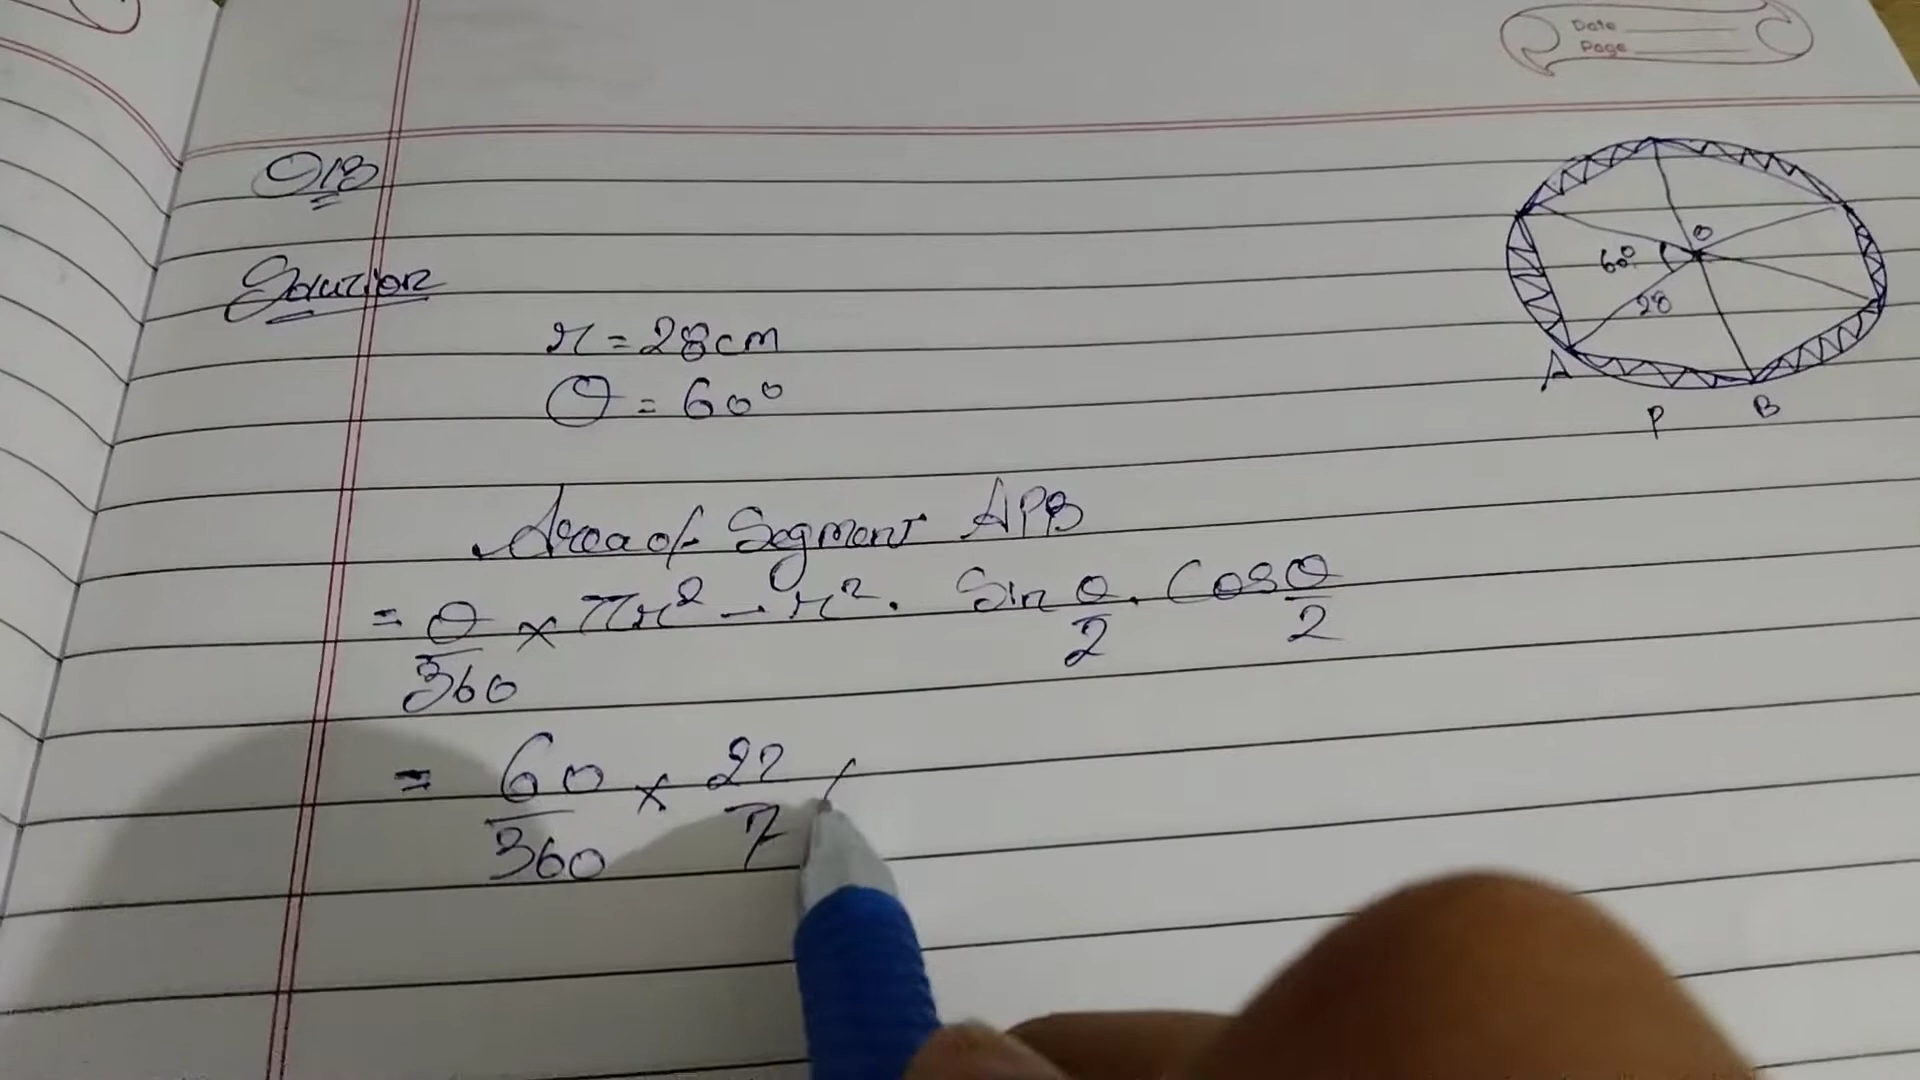 Date
Page
Q13
Solution
r = 28cm
θ = 60°
O
60°
28
A
P
B
Area of Segment APB
= θ/360 × πr² - r². Sin θ/2. Cos θ/2
= 60/360 × 22/7